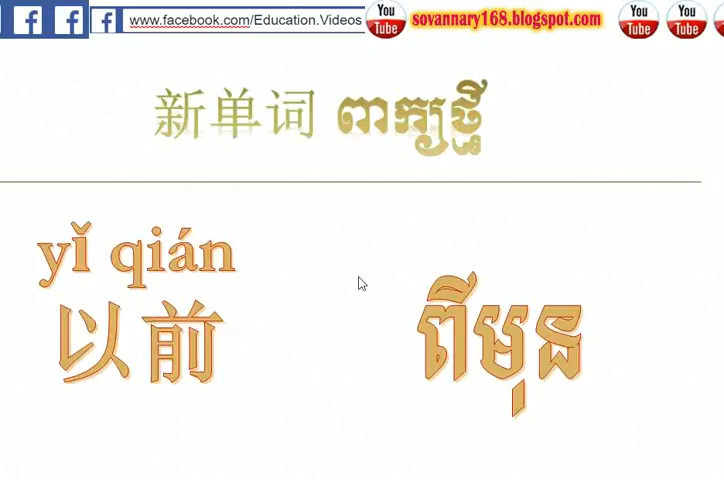 www.facebook.com/Education.Videos You Tube sovannary168.blogspot.com You Tube You Tube
新单词 ពាក្យថ្មី
yǐ qián
以前 ពីមុន